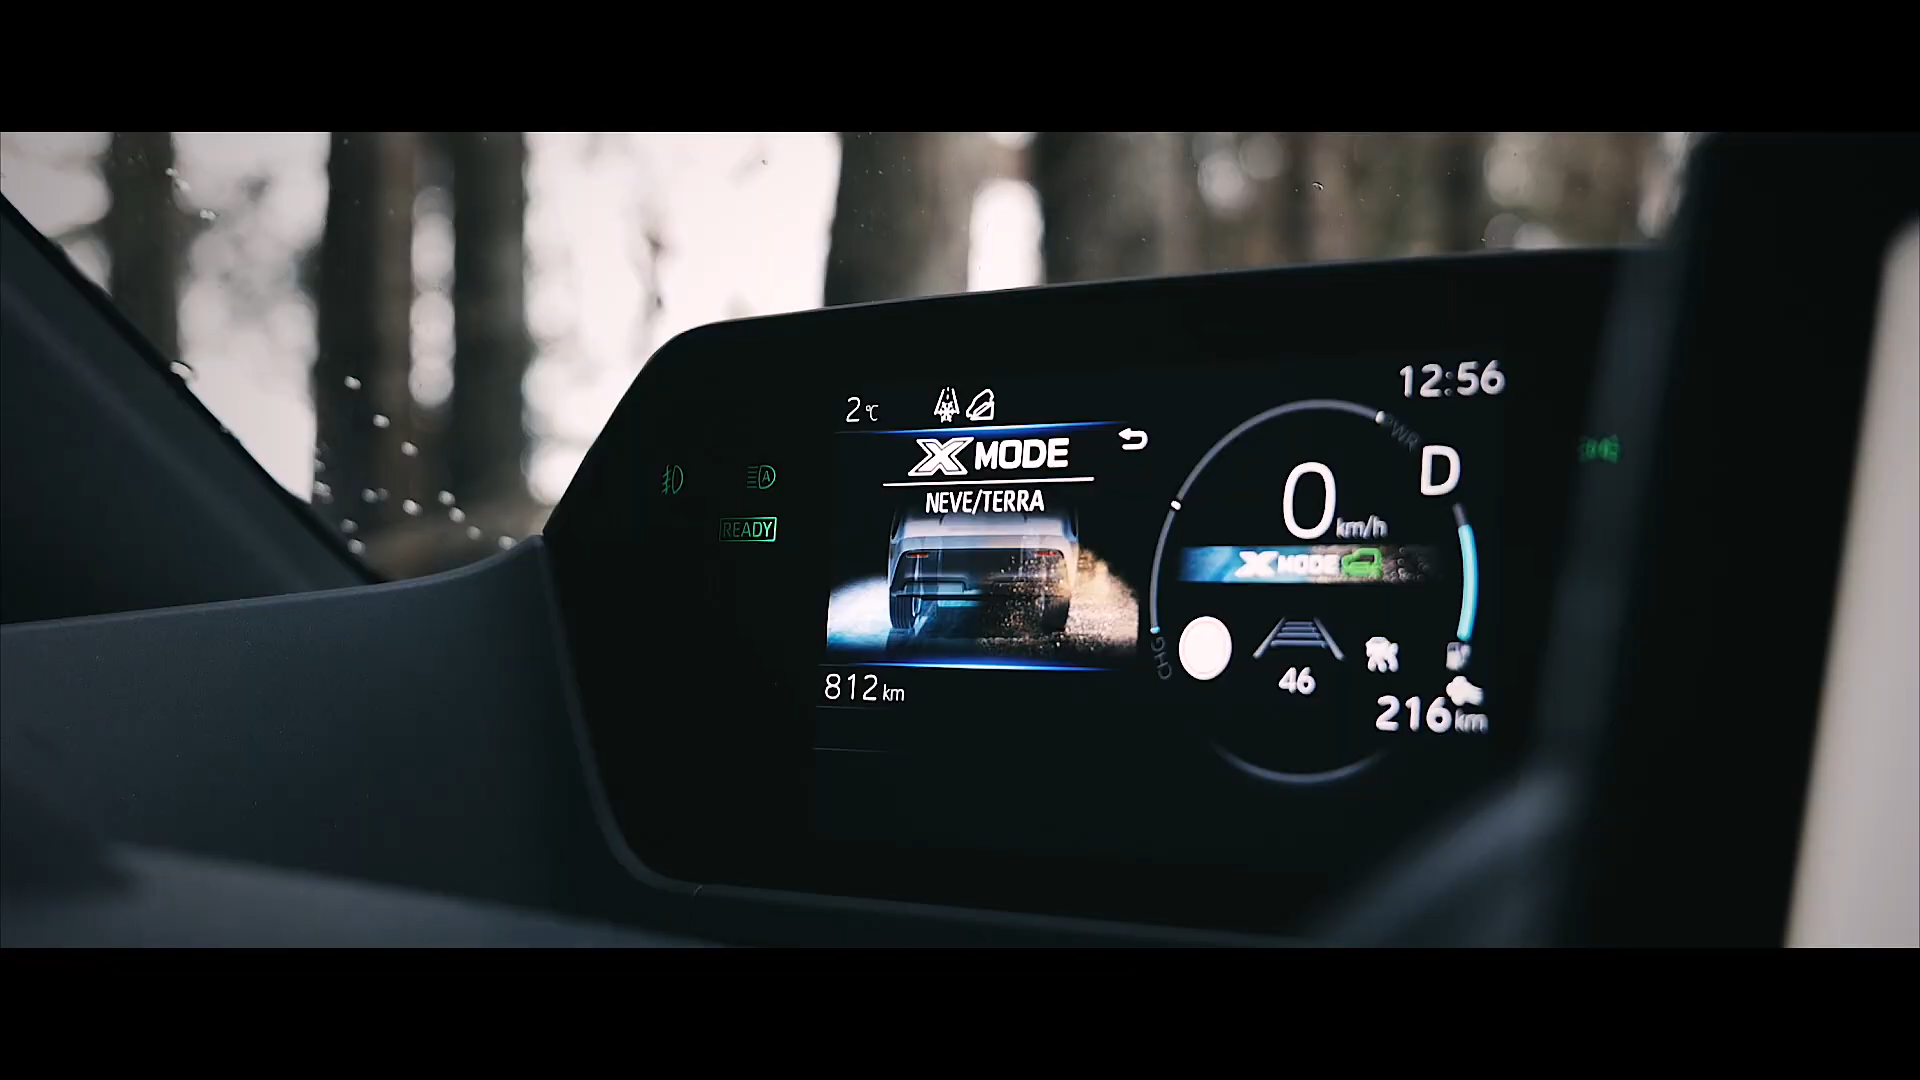 12:56
2°C
X MODE
NEVE/TERRA
PWR
D
0 km/h
A
READY
X MODE
CHG
46
812 km
216 km